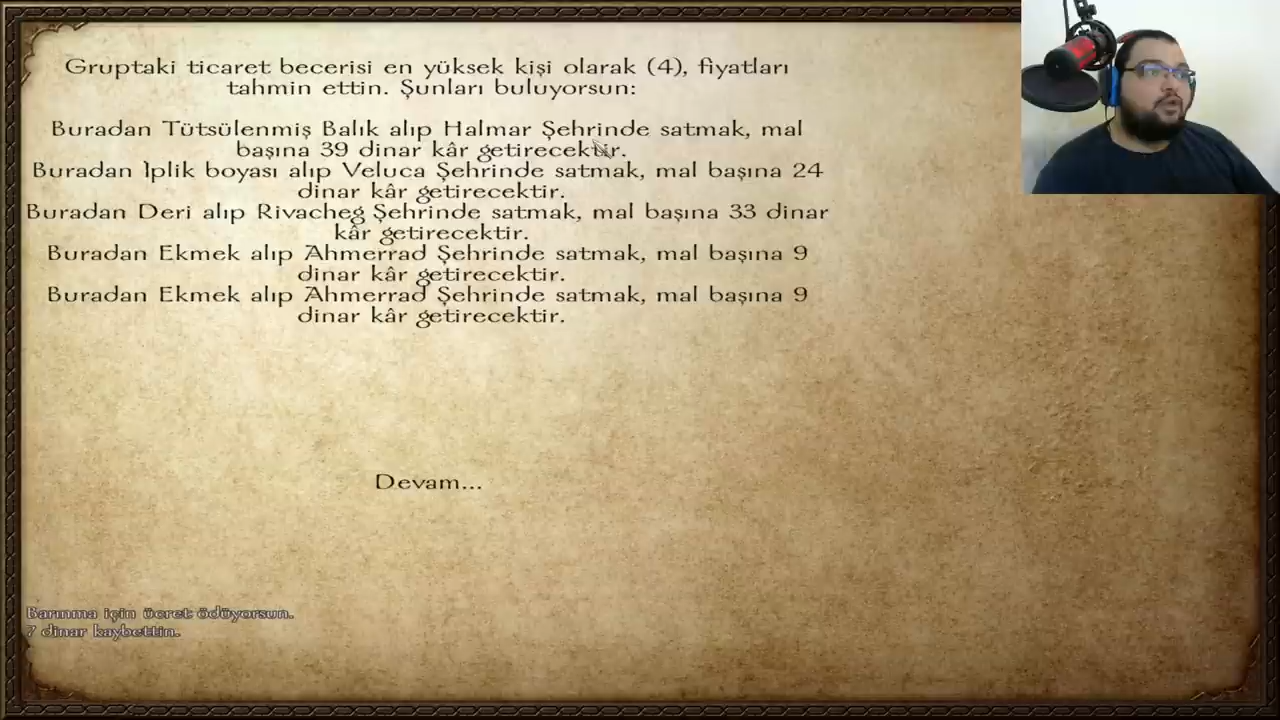 Gruptaki ticaret becerisi en yüksek kişi olarak (4), fiyatları
tahmin ettin. Şunları buluyorsun:
Buradan Tütsülenmiş Balık alıp Halmar Şehrinde satmak, mal
başına 39 dinar kâr getirecektir.
Buradan İplik boyası alıp Veluca Şehrinde satmak, mal başına 24
dinar kâr getirecektir.
Buradan Deri alıp Rivacheg Şehrinde satmak, mal başına 33 dinar
kâr getirecektir.
Buradan Ekmek alıp Ahmerrad Şehrinde satmak, mal başına 9
dinar kâr getirecektir.
Buradan Ekmek alıp Ahmerrad Şehrinde satmak, mal başına 9
dinar kâr getirecektir.
Devam...
Barınma için ücret ödüyorsun.
7 dinar kaybettin.